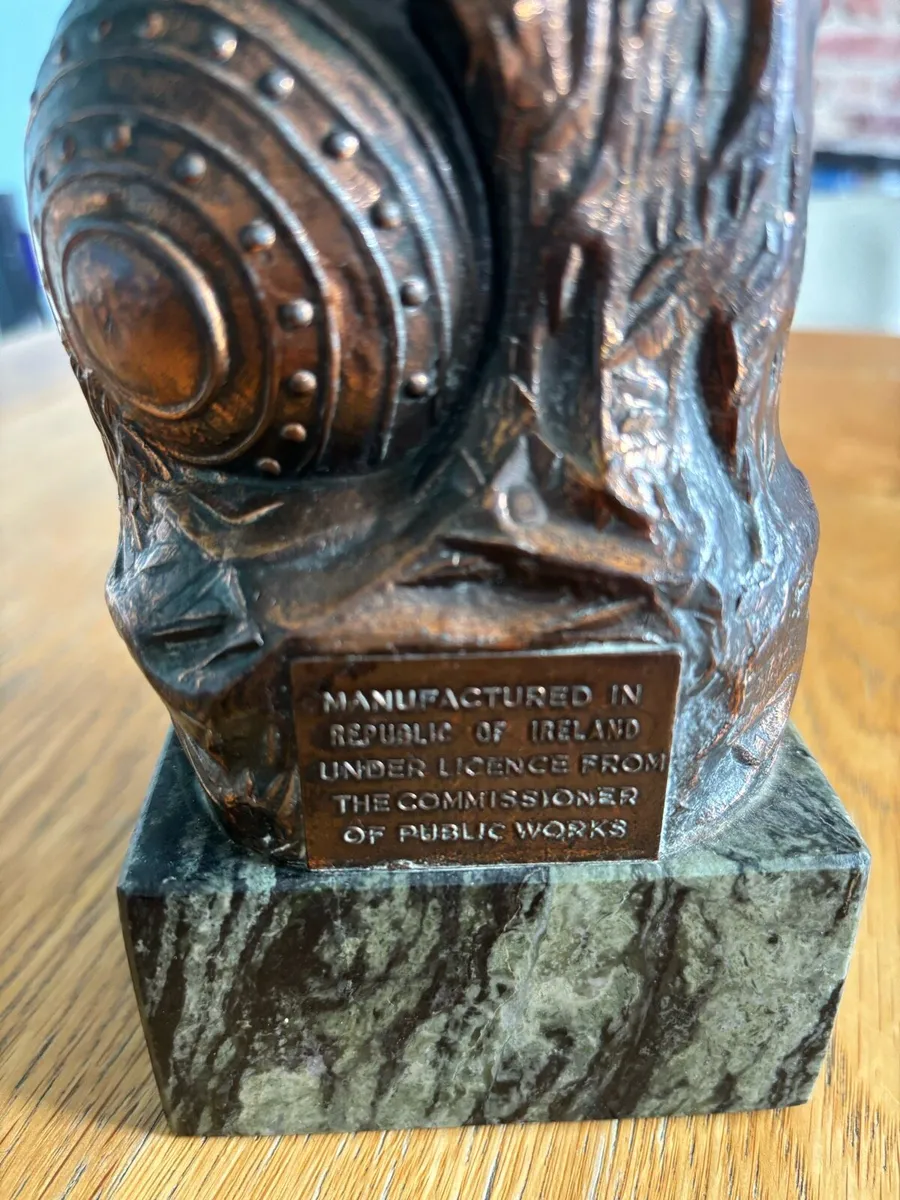 MANUFACTURED IN
REPUBLIC OF IRELAND
UNDER LICENCE FROM
THE COMMISSIONER
OF PUBLIC WORKS